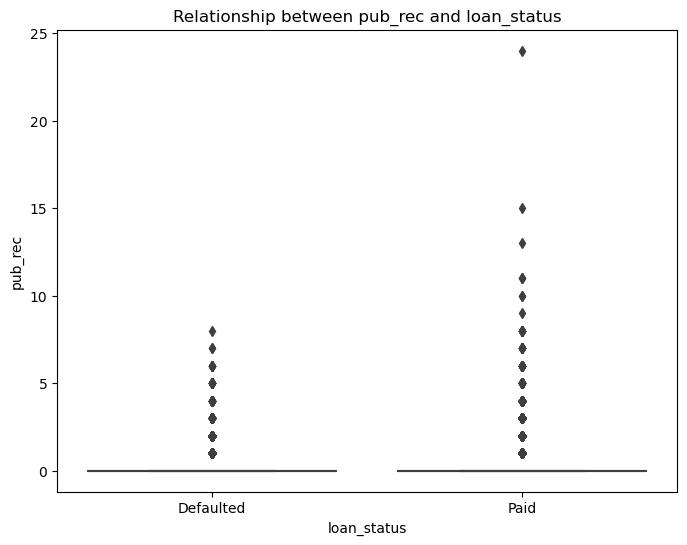 Relationship between pub_rec and loan_status
25
20
15
10
5
0
pub_rec
Defaulted
Paid
loan_status